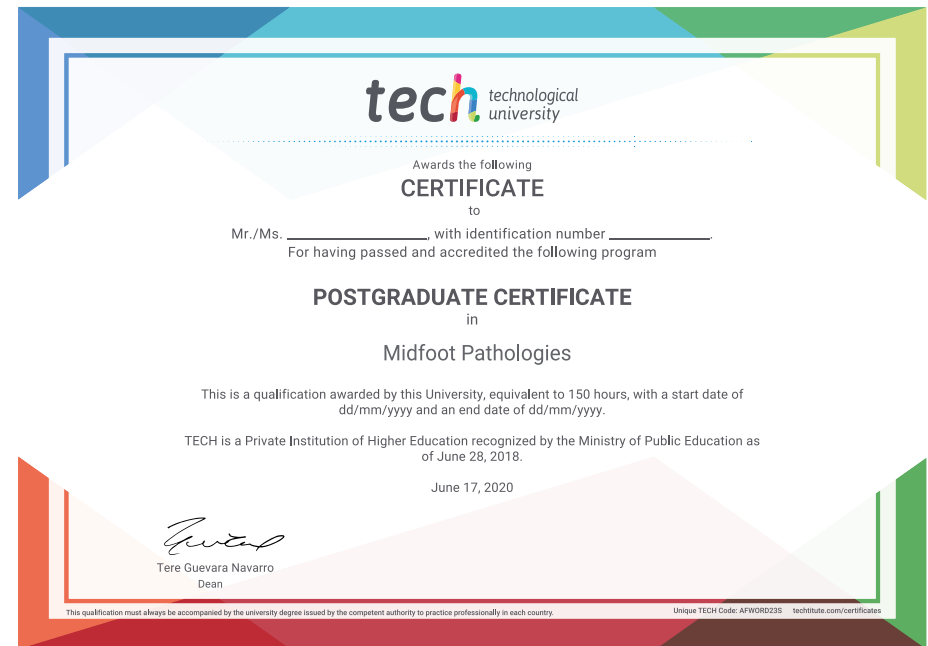 tech technological
university
Awards the following
CERTIFICATE
to
Mr./Ms. ____________________, with identification number ______________.
For having passed and accredited the following program
POSTGRADUATE CERTIFICATE
in
Midfoot Pathologies
This is a qualification awarded by this University, equivalent to 150 hours, with a start date of
dd/mm/yyyy and an end date of dd/mm/yyyy.
TECH is a Private Institution of Higher Education recognized by the Ministry of Public Education as
of June 28, 2018.
June 17, 2020
Tere Guevara Navarro
Dean
This qualification must always be accompanied by the university degree issued by the competent authority to practice professionally in each country.
Unique TECH Code: AFWORD23S techtitute.com/certificates